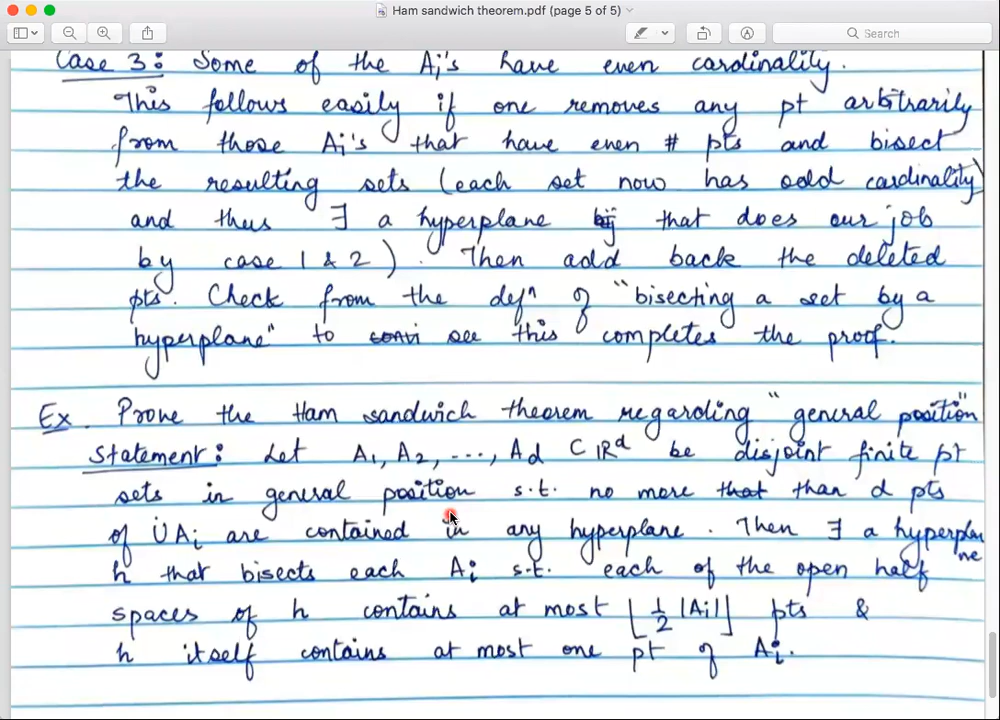 Ham sandwich theorem.pdf (page 5 of 5)
Search
Case 3: Some of the Ai's have even cardinality.
This follows easily if one removes any pt arbitrarily
from those Ai's that have even # pts and bisect
the resulting sets (each set now has odd cardinality)
and thus ∃ a hyperplane that does our job
by case 1 & 2). Then add back the deleted
pts. Check from the defn of "bisecting a set by a
hyperplane" to see this completes the proof.
Ex. Prove the Ham sandwich theorem regarding "general position"
Statement: Let A1, A2, ..., Ad ⊂ ℝ^d be disjoint finite pt
sets in general position s.t. no more than d pts
of ∪̇Ai are contained in any hyperplane. Then ∃ a hyperplane
h that bisects each Ai s.t. each of the open half
spaces of h contains at most ⌊1/2 |Ai|⌋ pts &
h itself contains at most one pt of Ai.